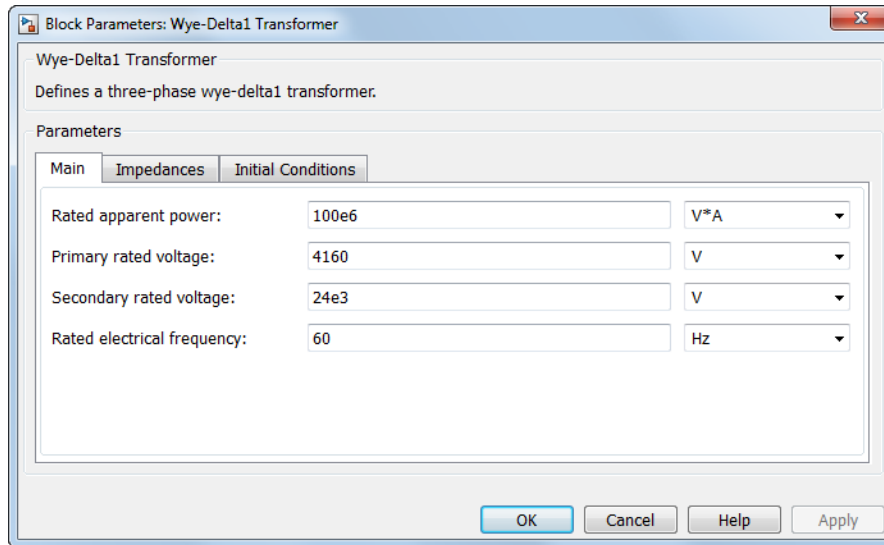 Block Parameters: Wye-Delta1 Transformer
Wye-Delta1 Transformer
Defines a three-phase wye-delta1 transformer.
Parameters
Main Impedances Initial Conditions
Rated apparent power: 100e6 V*A
Primary rated voltage: 4160 V
Secondary rated voltage: 24e3 V
Rated electrical frequency: 60 Hz
OK Cancel Help Apply